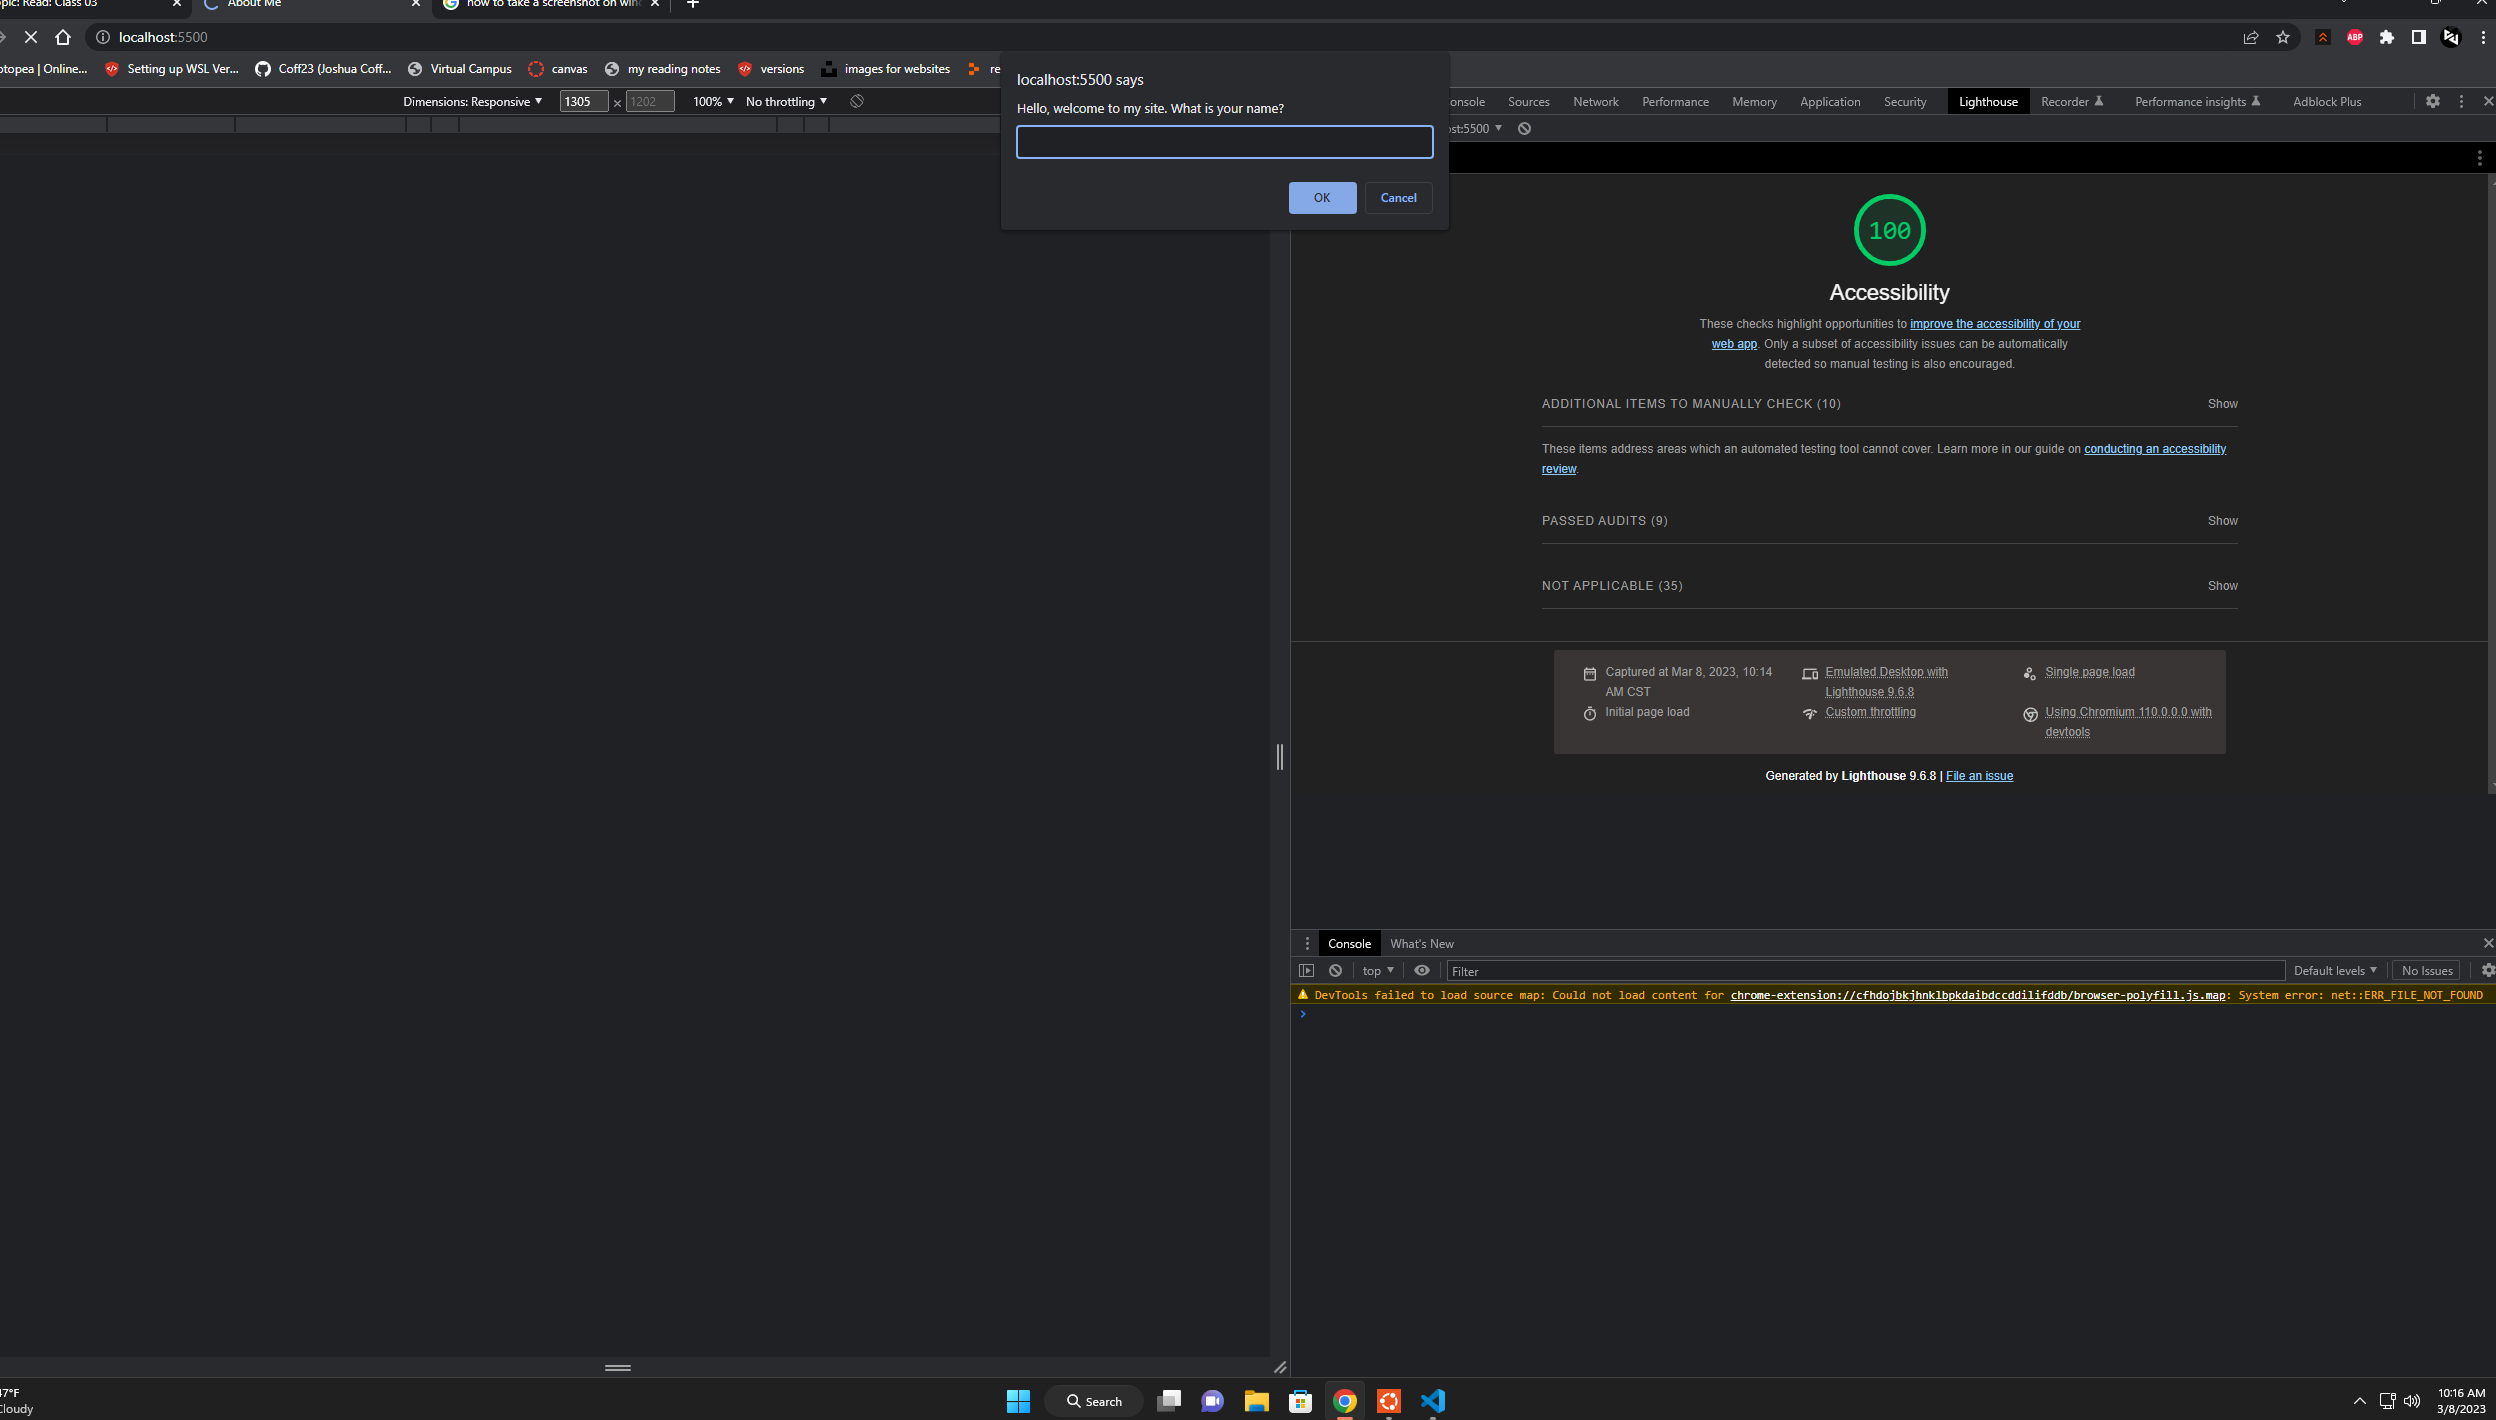 pic: Read: Class 03
About Me
how to take a screenshot on wind
localhost:5500
otopea | Online...
Setting up WSL Ver...
Coff23 (Joshua Coff...
Virtual Campus
canvas
my reading notes
versions
images for websites
re
localhost:5500 says
Hello, welcome to my site. What is your name?
OK
Cancel
Dimensions: Responsive
1305
×
1202
100%
No throttling
onsole
Sources
Network
Performance
Memory
Application
Security
Lighthouse
Recorder
Performance insights
Adblock Plus
ost:5500
100
Accessibility
These checks highlight opportunities to improve the accessibility of your
web app. Only a subset of accessibility issues can be automatically
detected so manual testing is also encouraged.
ADDITIONAL ITEMS TO MANUALLY CHECK (10)
Show
These items address areas which an automated testing tool cannot cover. Learn more in our guide on conducting an accessibility
review.
PASSED AUDITS (9)
Show
NOT APPLICABLE (35)
Show
Captured at Mar 8, 2023, 10:14
AM CST
Emulated Desktop with
Lighthouse 9.6.8
Single page load
Initial page load
Custom throttling
Using Chromium 110.0.0.0 with
devtools
Generated by Lighthouse 9.6.8 | File an issue
Console
What's New
top
Filter
Default levels
No Issues
DevTools failed to load source map: Could not load content for chrome-extension://cfhdojbkjhnklbpkdaibdccddilifddb/browser-polyfill.js.map: System error: net::ERR_FILE_NOT_FOUND
47°F
Cloudy
Search
10:16 AM
3/8/2023
ABP